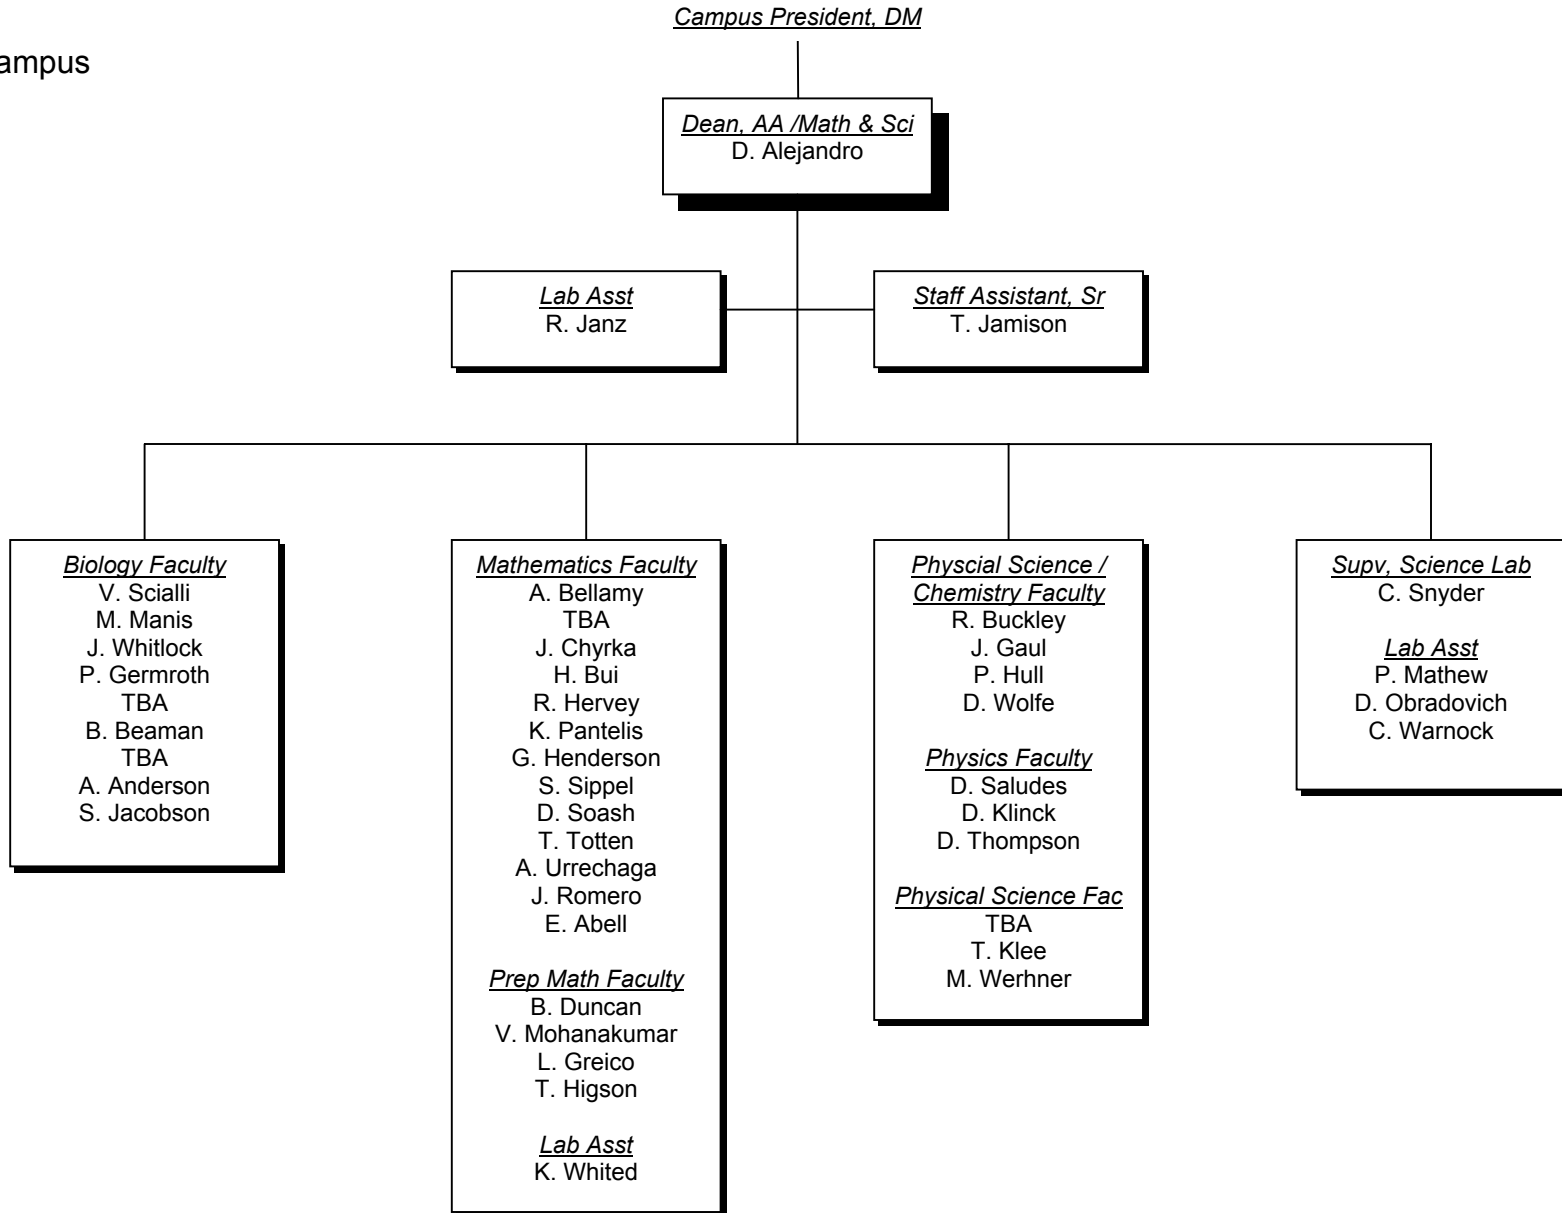 Campus President, DM
ampus
Dean, AA /Math & Sci
D. Alejandro
Lab Asst
R. Janz
Staff Assistant, Sr
T. Jamison
Biology Faculty
V. Scialli
M. Manis
J. Whitlock
P. Germroth
TBA
B. Beaman
TBA
A. Anderson
S. Jacobson
Mathematics Faculty
A. Bellamy
TBA
J. Chyrka
H. Bui
R. Hervey
K. Pantelis
G. Henderson
S. Sippel
D. Soash
T. Totten
A. Urrechaga
J. Romero
E. Abell
Prep Math Faculty
B. Duncan
V. Mohanakumar
L. Greico
T. Higson
Lab Asst
K. Whited
Physcial Science /
Chemistry Faculty
R. Buckley
J. Gaul
P. Hull
D. Wolfe
Physics Faculty
D. Saludes
D. Klinck
D. Thompson
Physical Science Fac
TBA
T. Klee
M. Werhner
Supv, Science Lab
C. Snyder
Lab Asst
P. Mathew
D. Obradovich
C. Warnock